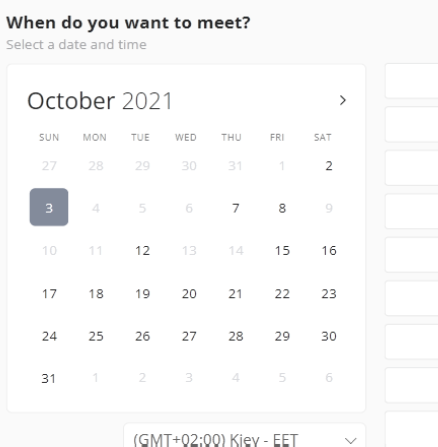 When do you want to meet?
Select a date and time
October 2021
SUN MON TUE WED THU FRI SAT
27 28 29 30 31 1 2
3 4 5 6 7 8 9
10 11 12 13 14 15 16
17 18 19 20 21 22 23
24 25 26 27 28 29 30
31 1 2 3 4 5 6
(GMT+02:00) Kiev - EET